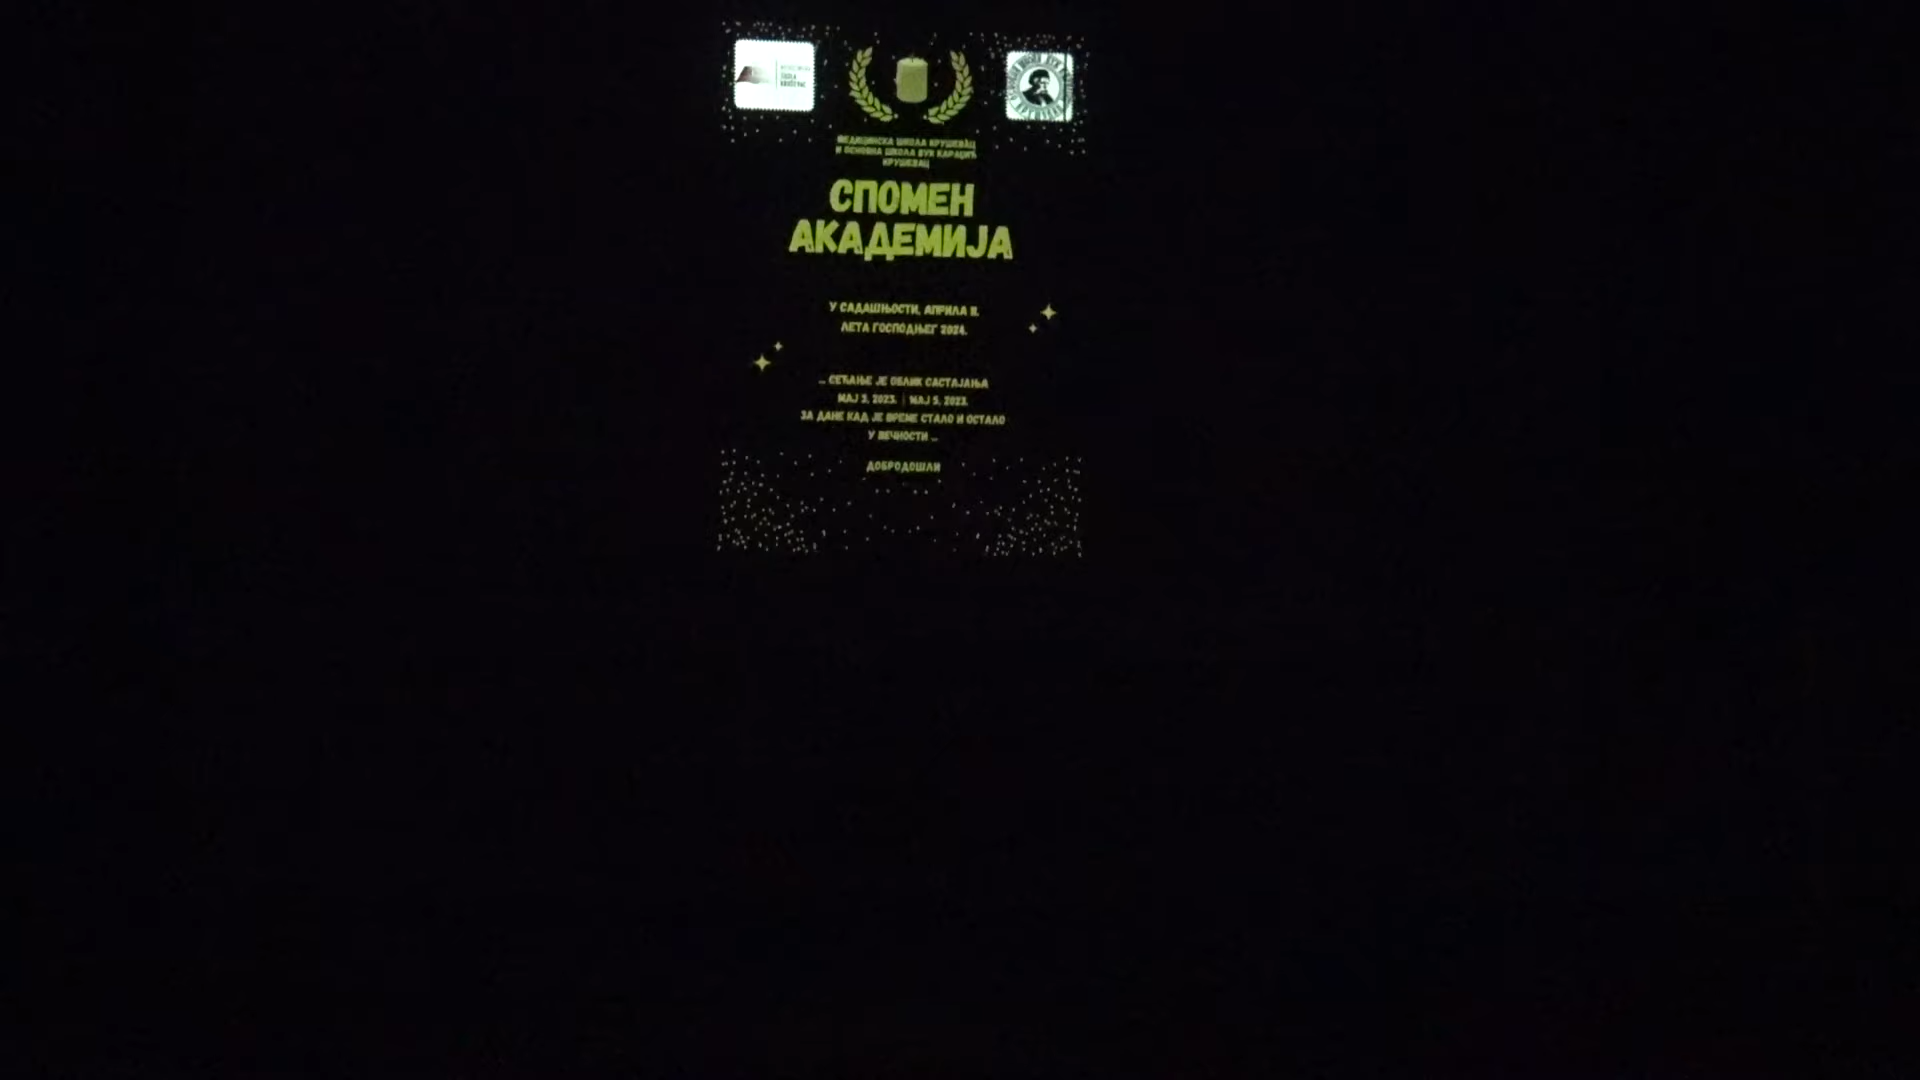 МЕДИЦИНСКА ШКОЛА КРУШЕВАЦ
И ОСНОВНА ШКОЛА ВУК КАРАЏИЋ
КРУШЕВАЦ
СПОМЕН
АКАДЕМИЈА
У САДАШЊОСТИ, АПРИЛА 11.
ЛЕТА ГОСПОДЊЕГ 2024.
... СЕЋАЊЕ ЈЕ ОБЛИК САСТАЈАЊА
МАЈ 3, 2023. | МАЈ 5, 2023.
ЗА ДАНЕ КАД ЈЕ ВРЕМЕ СТАЛО И ОСТАЛО
У ВЕЧНОСТИ ...
ДОБРОДОШЛИ